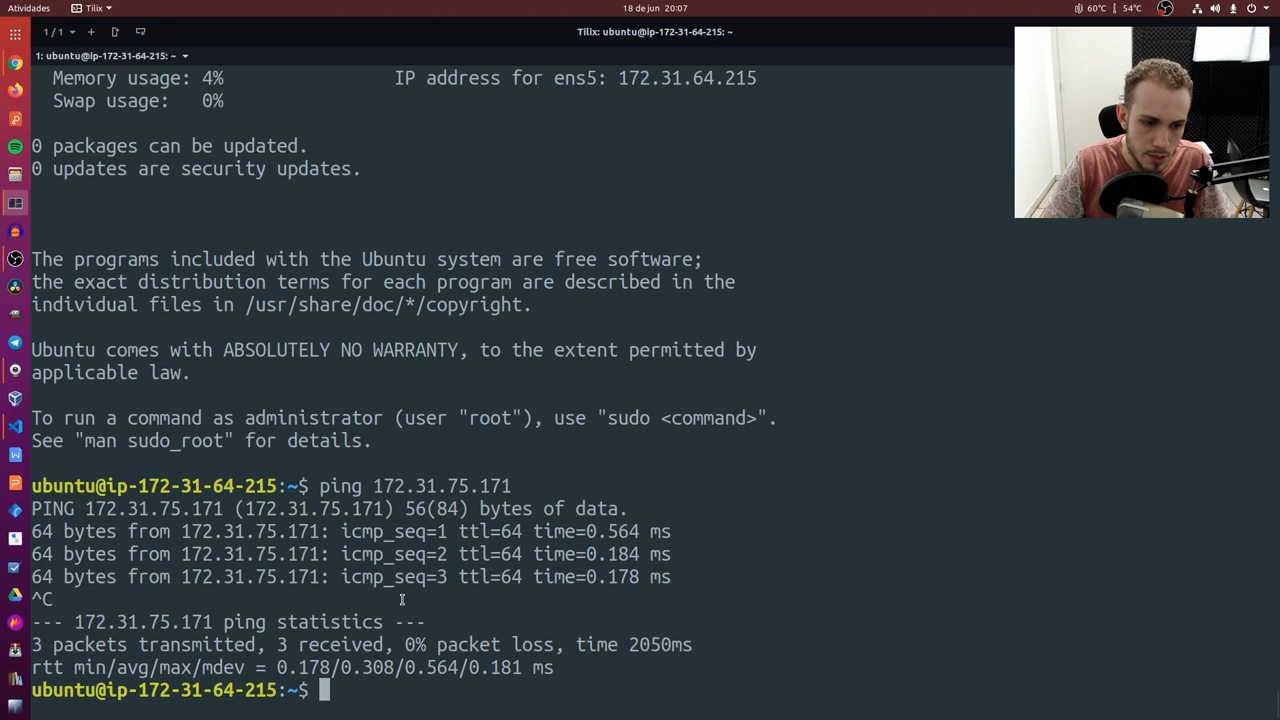 Atividades
Tilix
18 de jun 20:07
60°C
54°C
1 / 1
Tilix: ubuntu@ip-172-31-64-215: ~
1: ubuntu@ip-172-31-64-215: ~
Memory usage: 4% IP address for ens5: 172.31.64.215
Swap usage: 0%
0 packages can be updated.
0 updates are security updates.
The programs included with the Ubuntu system are free software;
the exact distribution terms for each program are described in the
individual files in /usr/share/doc/*/copyright.
Ubuntu comes with ABSOLUTELY NO WARRANTY, to the extent permitted by
applicable law.
To run a command as administrator (user "root"), use "sudo <command>".
See "man sudo_root" for details.
ubuntu@ip-172-31-64-215:~$ ping 172.31.75.171
PING 172.31.75.171 (172.31.75.171) 56(84) bytes of data.
64 bytes from 172.31.75.171: icmp_seq=1 ttl=64 time=0.564 ms
64 bytes from 172.31.75.171: icmp_seq=2 ttl=64 time=0.184 ms
64 bytes from 172.31.75.171: icmp_seq=3 ttl=64 time=0.178 ms
^C
--- 172.31.75.171 ping statistics ---
3 packets transmitted, 3 received, 0% packet loss, time 2050ms
rtt min/avg/max/mdev = 0.178/0.308/0.564/0.181 ms
ubuntu@ip-172-31-64-215:~$